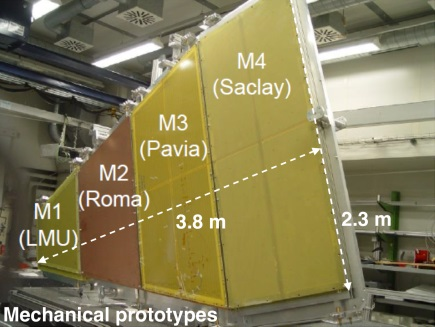 M4
(Saclay)
M3
(Pavia)
M2
(Roma)
M1
(LMU)
3.8 m
2.3 m
Mechanical prototypes